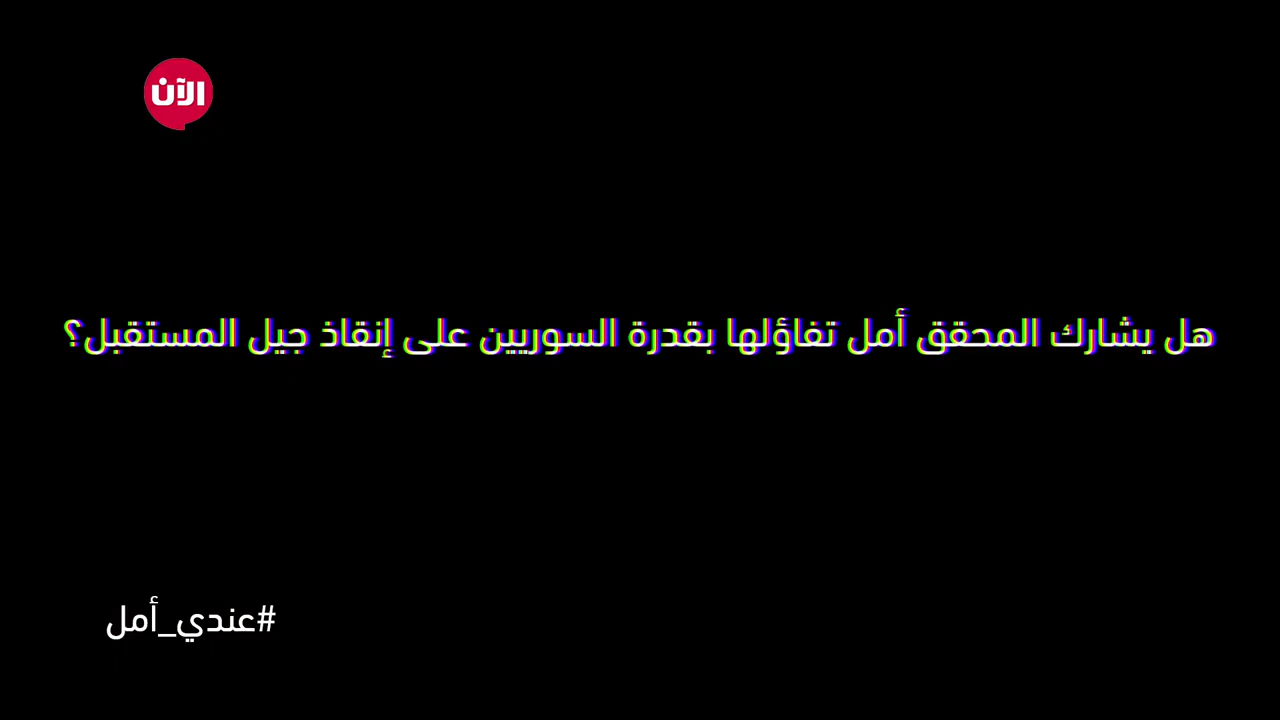 الآن
هل يشارك المحقق أمل تفاؤلها بقدرة السوريين على إنقاذ جيل المستقبل؟
#عندي_أمل